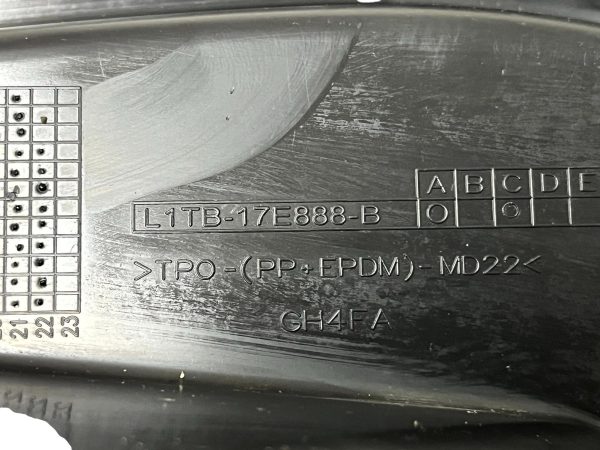 A B C D E
L1TB-17E888-B O O
>TPO-(PP+EPDM)-MD22<
GH4FA
21 22 23